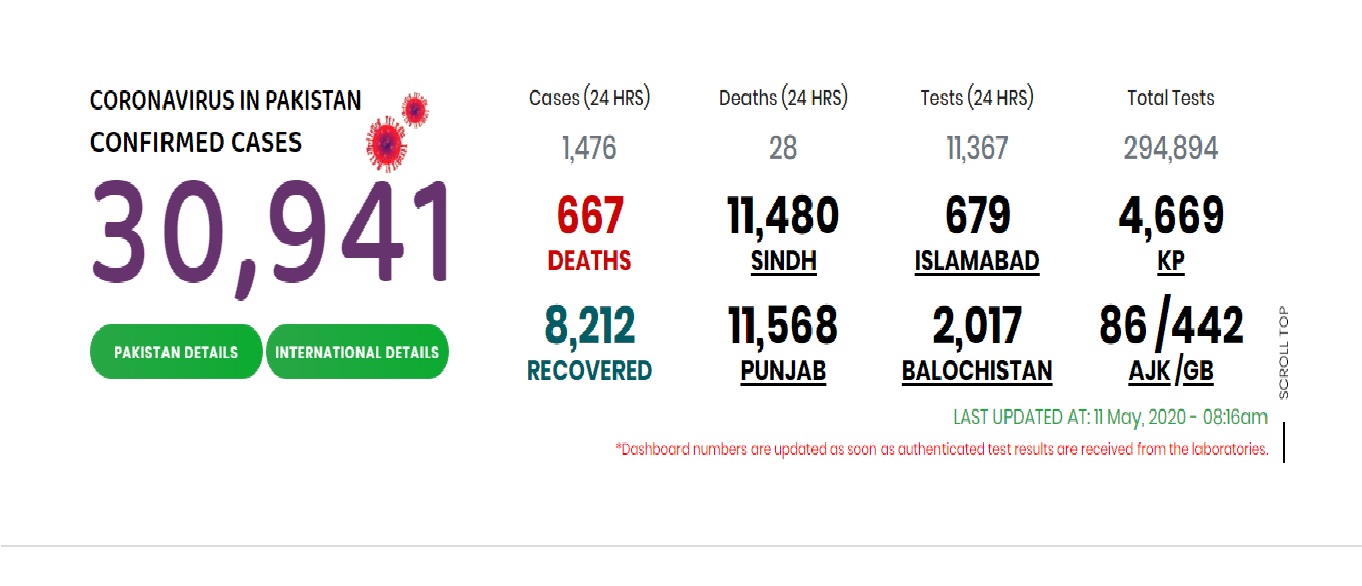 CORONAVIRUS IN PAKISTAN
CONFIRMED CASES
30,941
PAKISTAN DETAILS
INTERNATIONAL DETAILS
Cases (24 HRS)
1,476
Deaths (24 HRS)
28
Tests (24 HRS)
11,367
Total Tests
294,894
667
DEATHS
11,480
SINDH
679
ISLAMABAD
4,669
KP
8,212
RECOVERED
11,568
PUNJAB
2,017
BALOCHISTAN
86 /442
AJK /GB
LAST UPDATED AT: 11 May, 2020 - 08:16am
*Dashboard numbers are updated as soon as authenticated test results are received from the laboratories.
SCROLL TOP